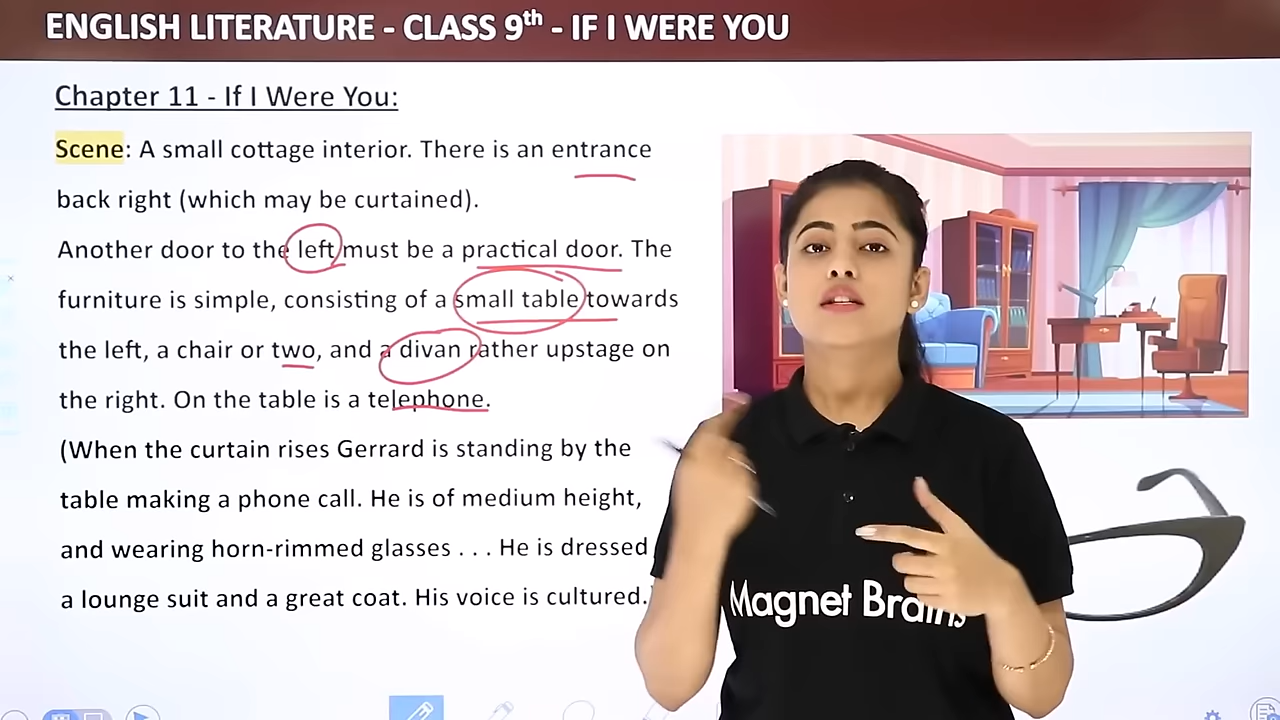 ENGLISH LITERATURE - CLASS 9th - IF I WERE YOU
Chapter 11 - If I Were You:
Scene: A small cottage interior. There is an entrance
back right (which may be curtained).
Another door to the left must be a practical door. The
furniture is simple, consisting of a small table towards
the left, a chair or two, and a divan rather upstage on
the right. On the table is a telephone.
(When the curtain rises Gerrard is standing by the
table making a phone call. He is of medium height,
and wearing horn-rimmed glasses . . . He is dressed
a lounge suit and a great coat. His voice is cultured.
Magnet Brains